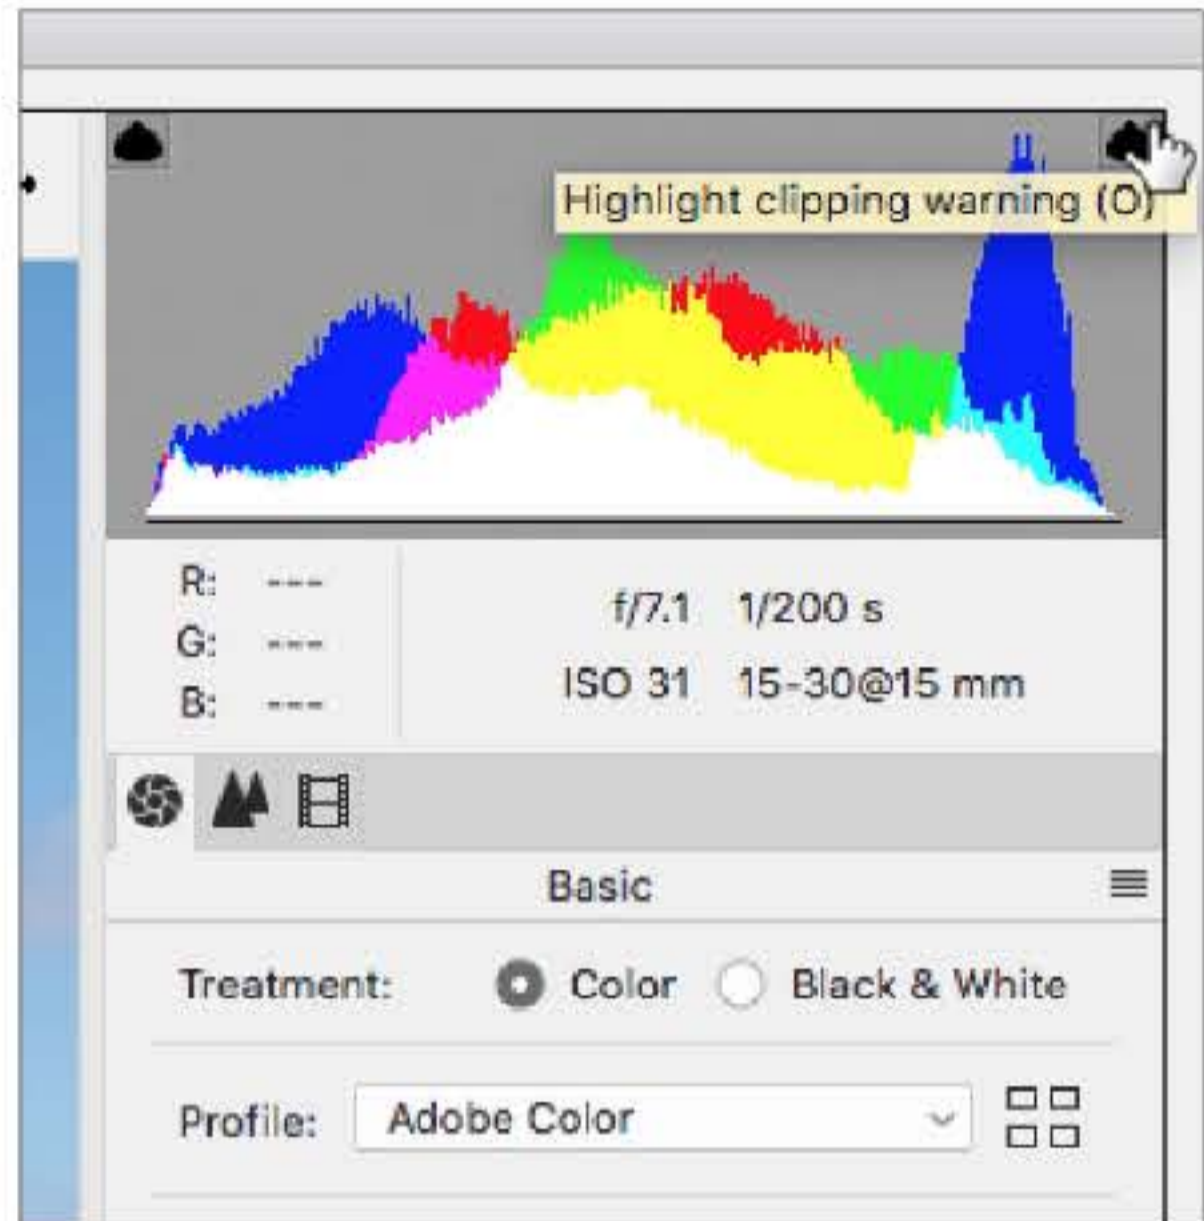 Highlight clipping warning (O)
R: ---
G: ---
B: ---
f/7.1 1/200 s
ISO 31 15-30@15 mm
Basic
Treatment: Color Black & White
Profile: Adobe Color